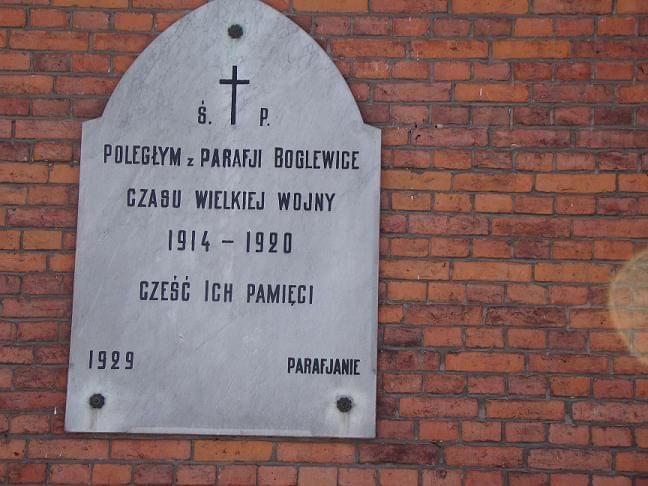 Ś. P.
POLEGŁYM z PARAFJI BOGLEWICE
CZASU WIELKIEJ WOJNY
1914 – 1920
CZEŚĆ ICH PAMIĘCI
1929 PARAFJANIE